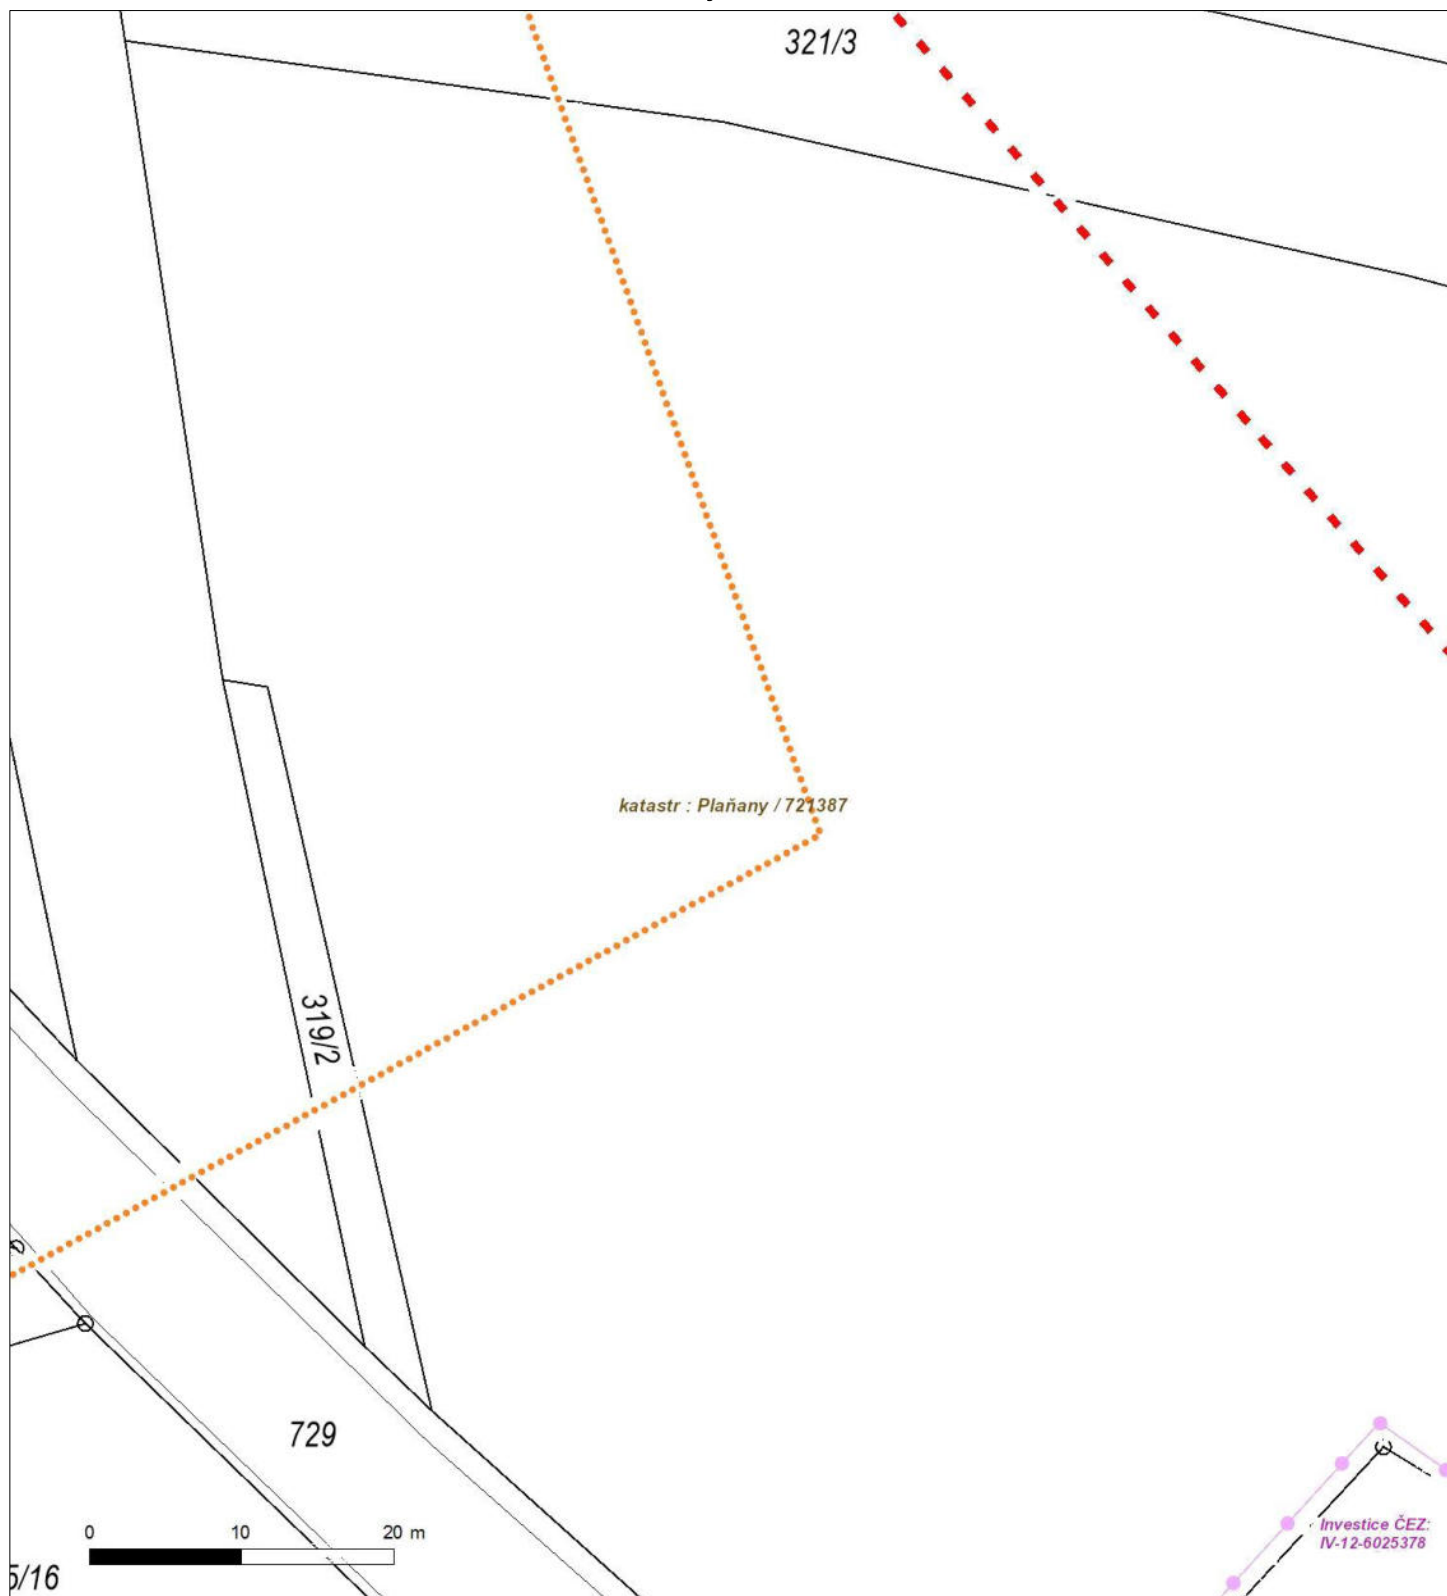 321/3
katastr : Plaňany / 721387
319/2
729
0 10 20 m
5/16
Investice ČEZ:
IV-12-6025378